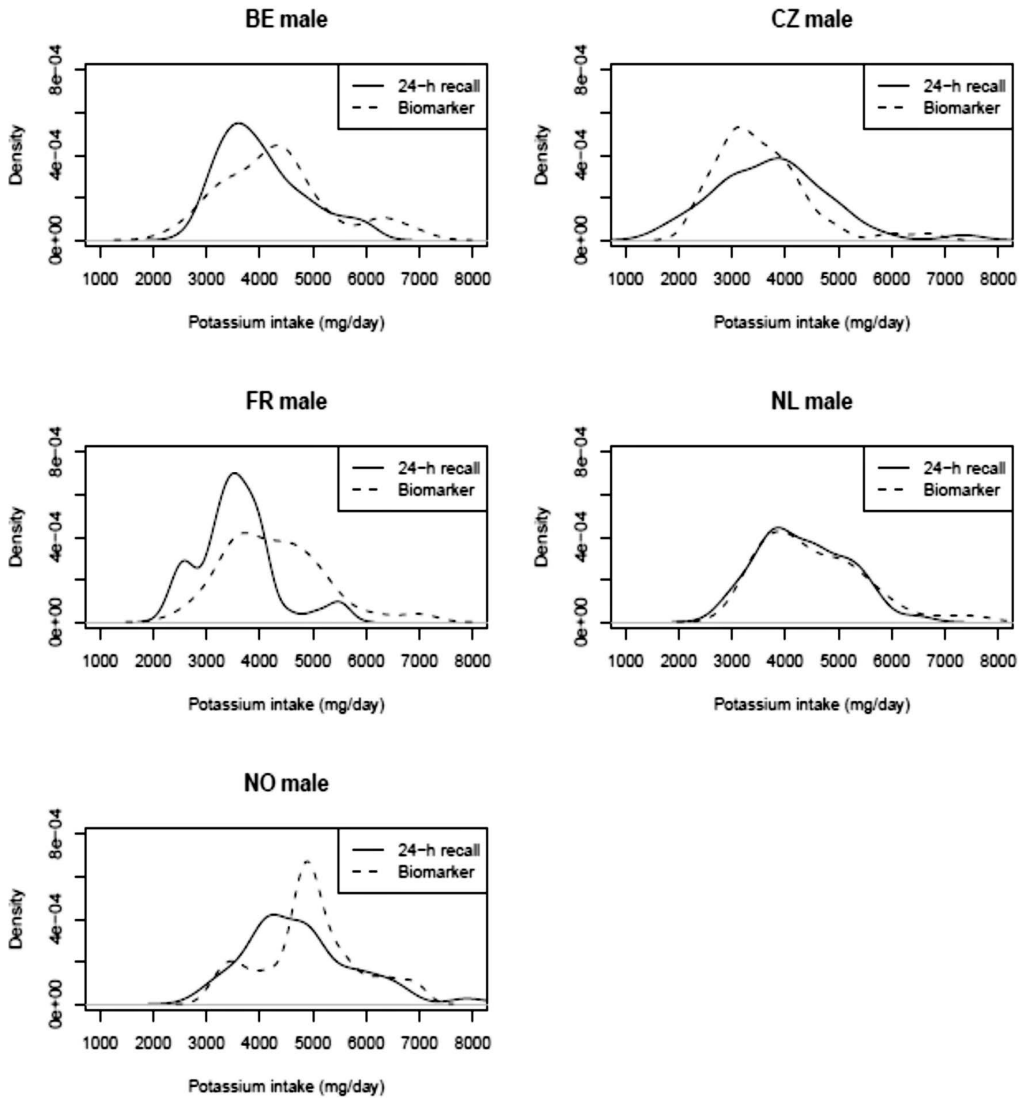 BE male
8e−04
4e−04
0e+00
Density
24−h recall
Biomarker
1000 2000 3000 4000 5000 6000 7000 8000
Potassium intake (mg/day)
CZ male
8e−04
4e−04
0e+00
Density
24−h recall
Biomarker
1000 2000 3000 4000 5000 6000 7000 8000
Potassium intake (mg/day)
FR male
8e−04
4e−04
0e+00
Density
24−h recall
Biomarker
1000 2000 3000 4000 5000 6000 7000 8000
Potassium intake (mg/day)
NL male
8e−04
4e−04
0e+00
Density
24−h recall
Biomarker
1000 2000 3000 4000 5000 6000 7000 8000
Potassium intake (mg/day)
NO male
8e−04
4e−04
0e+00
Density
24−h recall
Biomarker
1000 2000 3000 4000 5000 6000 7000 8000
Potassium intake (mg/day)